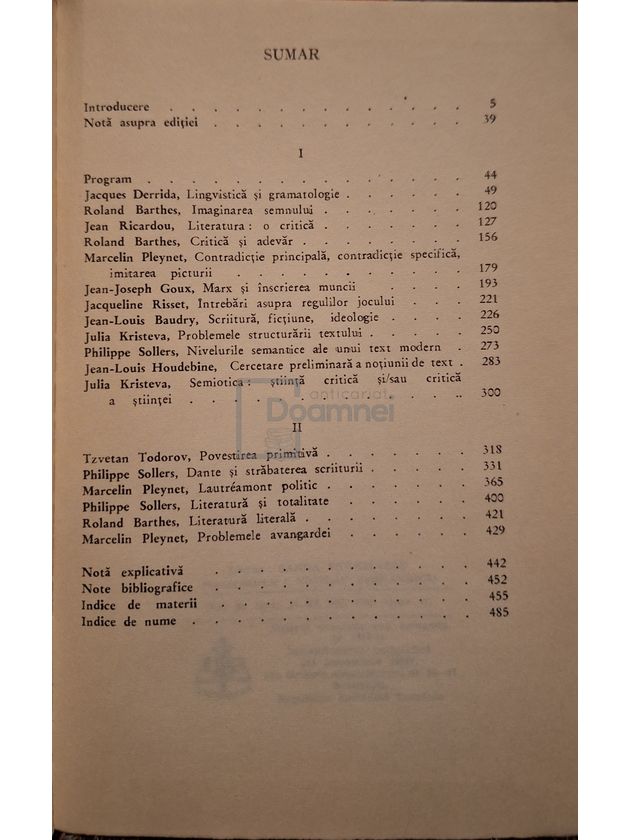 SUMAR
Introducere . . . . . . . . . . . . . 5
Notă asupra ediției . . . . . . . . . . . 39
I
Program . . . . . . . . . . . . . . 44
Jacques Derrida, Lingvistică și gramatologie . . . . . . 49
Roland Barthes, Imaginarea semnului . . . . . . . 120
Jean Ricardou, Literatura : o critică . . . . . . . 127
Roland Barthes, Critică și adevăr . . . . . . . . 156
Marcelin Pleynet, Contradicție principală, contradicție specifică,
imitarea picturii . . . . . . . . . . 179
Jean-Joseph Goux, Marx și înscrierea muncii . . . . . 193
Jacqueline Risset, Intrebări asupra regulilor jocului . . . . 221
Jean-Louis Baudry, Scriitură, ficțiune, ideologie . . . . 226
Julia Kristeva, Problemele structurării textului . . . . . 250
Philippe Sollers, Nivelurile semantice ale unui text modern . . 273
Jean-Louis Houdebine, Cercetare preliminară a noțiunii de text . 283
Julia Kristeva, Semiotica : știință critică și/sau critică
a științei . . . . . . . . . . . . . 300
anticariat
Doamnei
II
Tzvetan Todorov, Povestirea primitivă . . . . . . . 318
Philippe Sollers, Dante și străbaterea scriiturii . . . . . 331
Marcelin Pleynet, Lautréamont politic . . . . . . . 365
Philippe Sollers, Literatură și totalitate . . . . . . 400
Roland Barthes, Literatură literală . . . . . . . . 421
Marcelin Pleynet, Problemele avangardei . . . . . . 429
Notă explicativă . . . . . . . . . . . 442
Note bibliografice . . . . . . . . . . . 452
Indice de materii . . . . . . . . . . . 455
Indice de nume . . . . . . . . . . . . 485